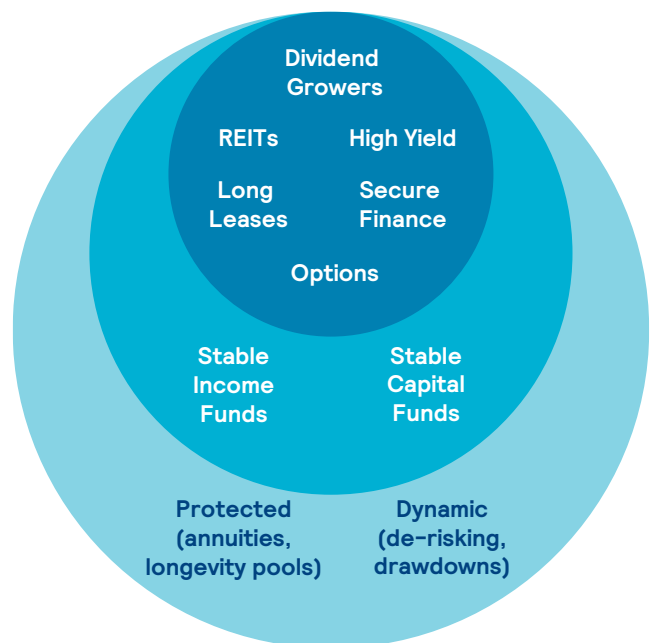 Dividend
Growers
REITs
High Yield
Long
Leases
Secure
Finance
Options
Stable
Income
Funds
Stable
Capital
Funds
Protected
(annuities,
longevity pools)
Dynamic
(de-risking,
drawdowns)